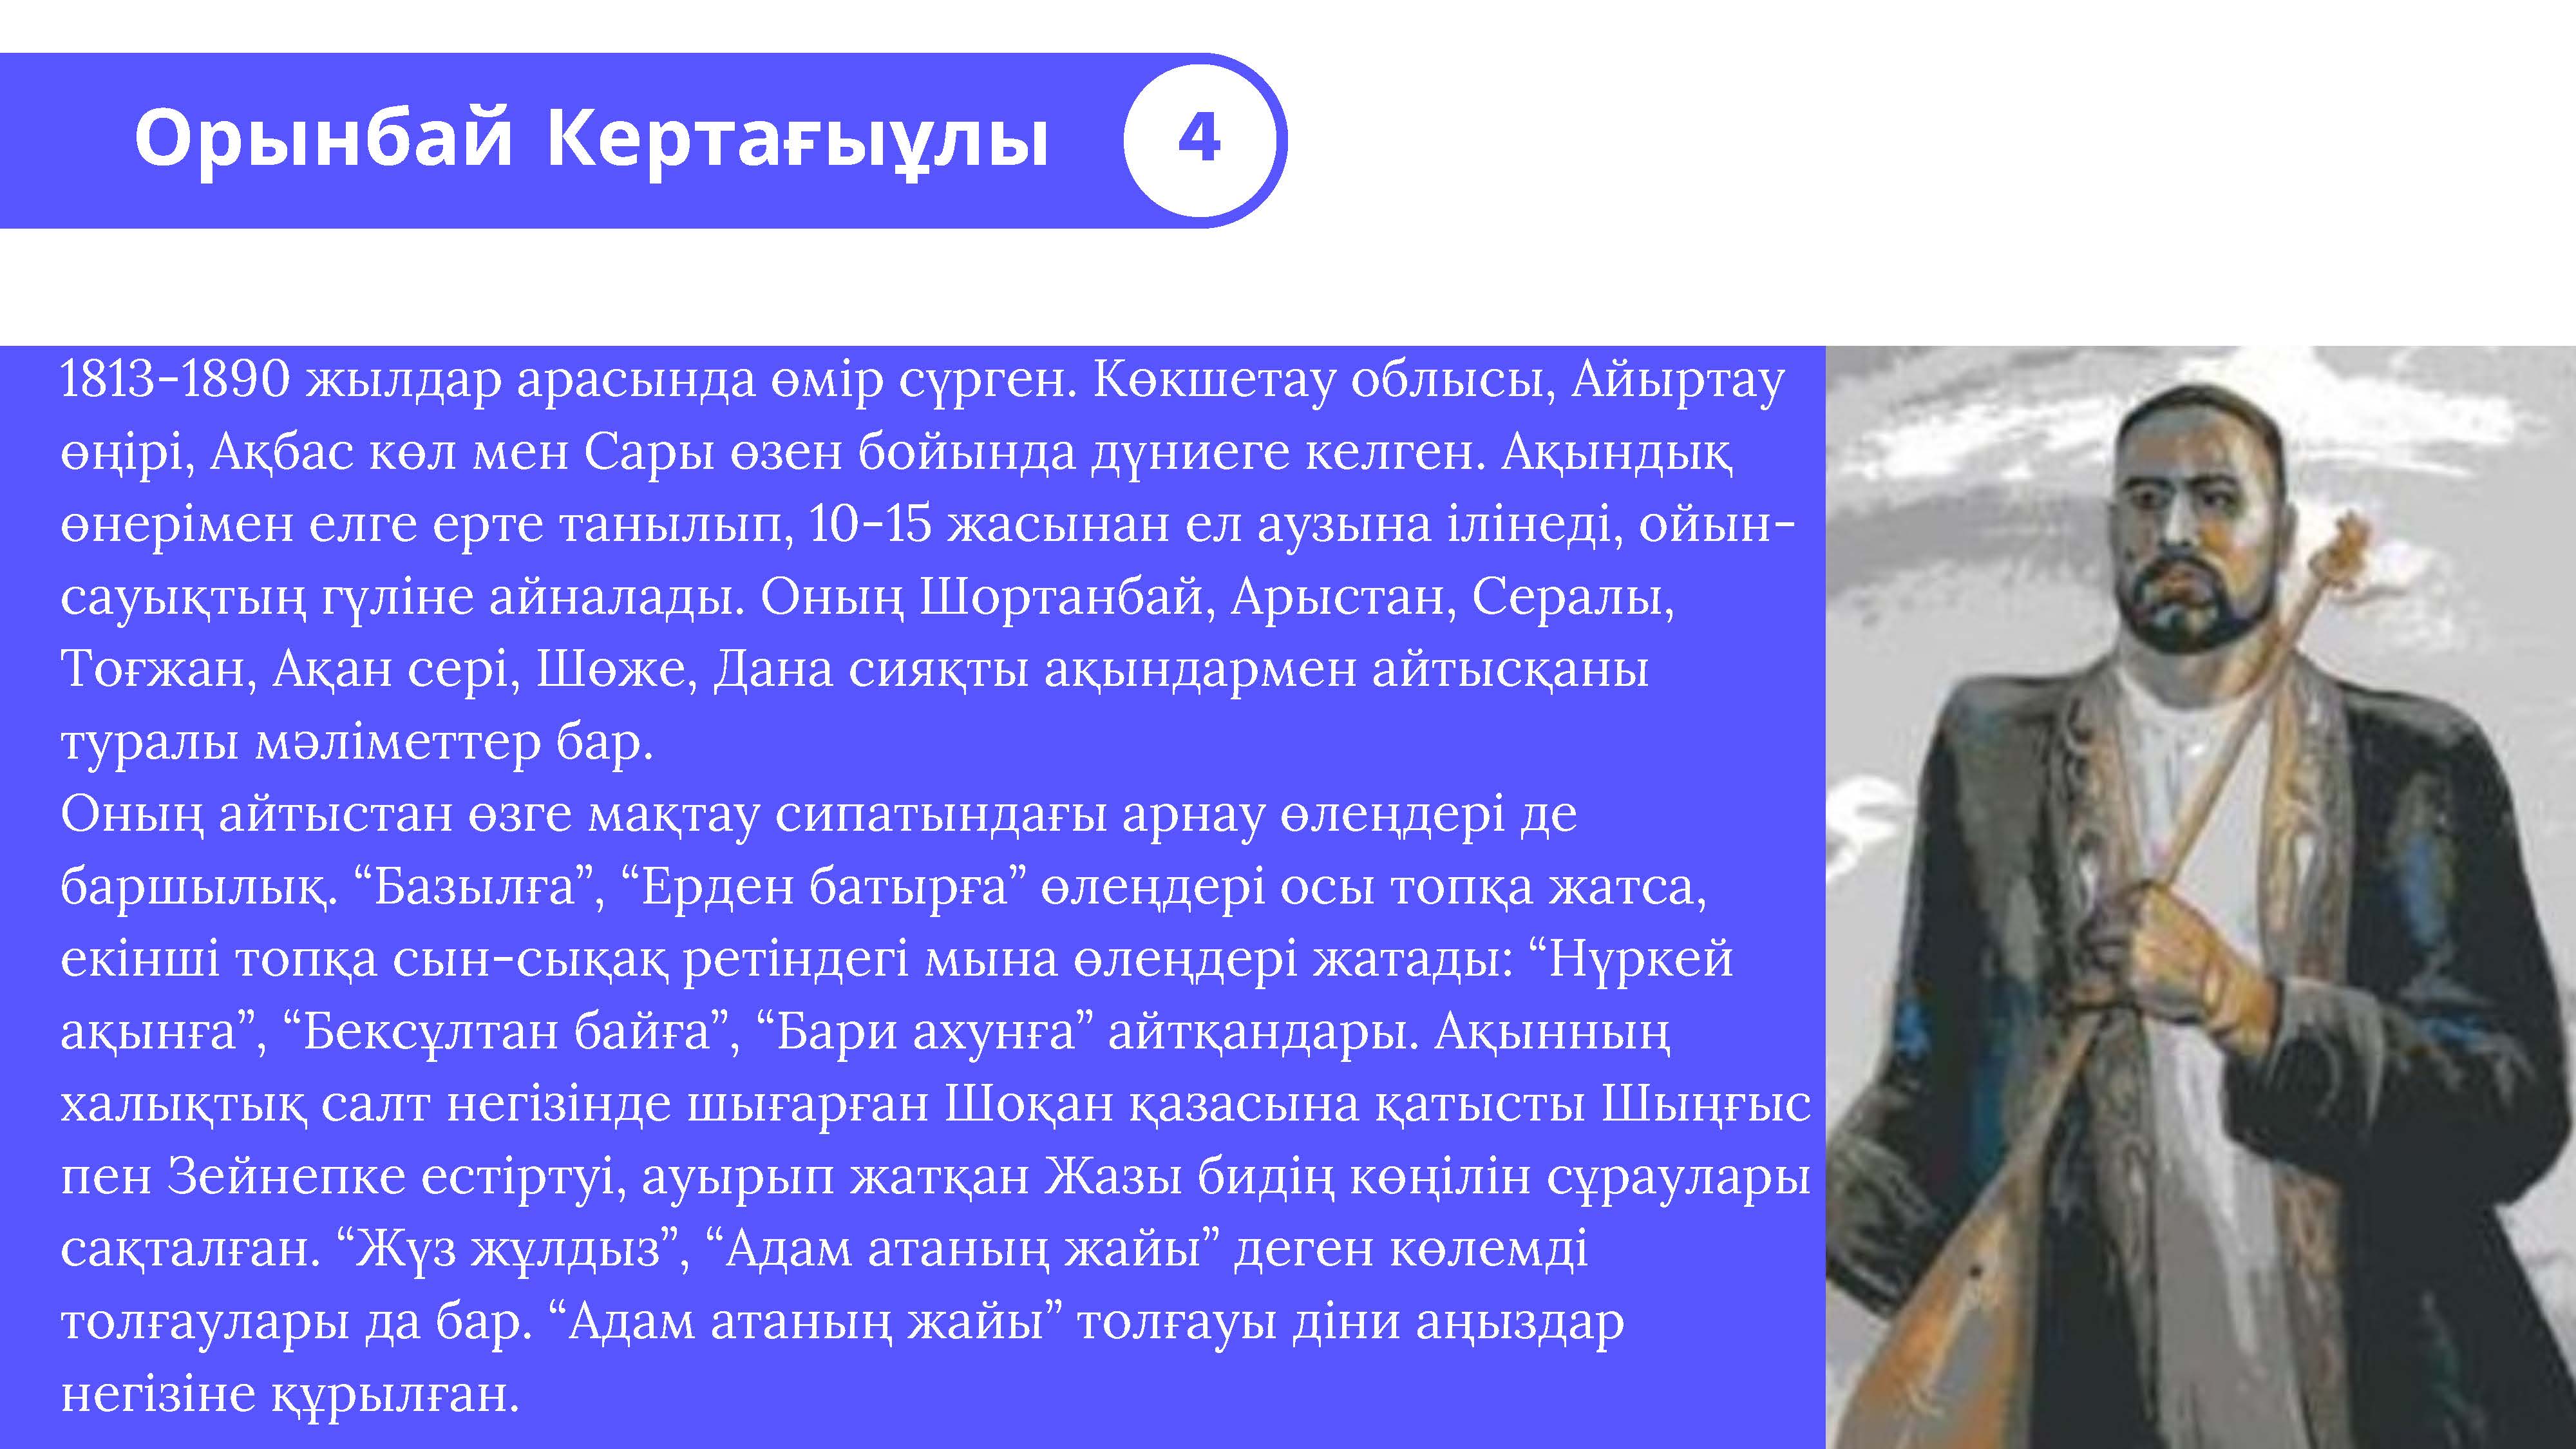 Орынбай Кертағыұлы
4
1813-1890 жылдар арасында өмір сүрген. Көкшетау облысы, Айыртау
өңірі, Ақбас көл мен Сары өзен бойында дүниеге келген. Ақындық
өнерімен елге ерте танылып, 10-15 жасынан ел аузына ілінеді, ойын-
сауықтың гүліне айналады. Оның Шортанбай, Арыстан, Сералы,
Тоғжан, Ақан сері, Шөже, Дана сияқты ақындармен айтысқаны
туралы мәліметтер бар.
Оның айтыстан өзге мақтау сипатындағы арнау өлеңдері де
баршылық. “Базылға”, “Ерден батырға” өлеңдері осы топқа жатса,
екінші топқа сын-сықақ ретіндегі мына өлеңдері жатады: “Нүркей
ақынға”, “Бексұлтан байға”, “Бари ахунға” айтқандары. Ақынның
халықтық салт негізінде шығарған Шоқан қазасына қатысты Шыңғыс
пен Зейнепке естіртуі, ауырып жатқан Жазы бидің көңілін сұраулары
сақталған. “Жүз жұлдыз”, “Адам атаның жайы” деген көлемді
толғаулары да бар. “Адам атаның жайы” толғауы діни аңыздар
негізіне құрылған.